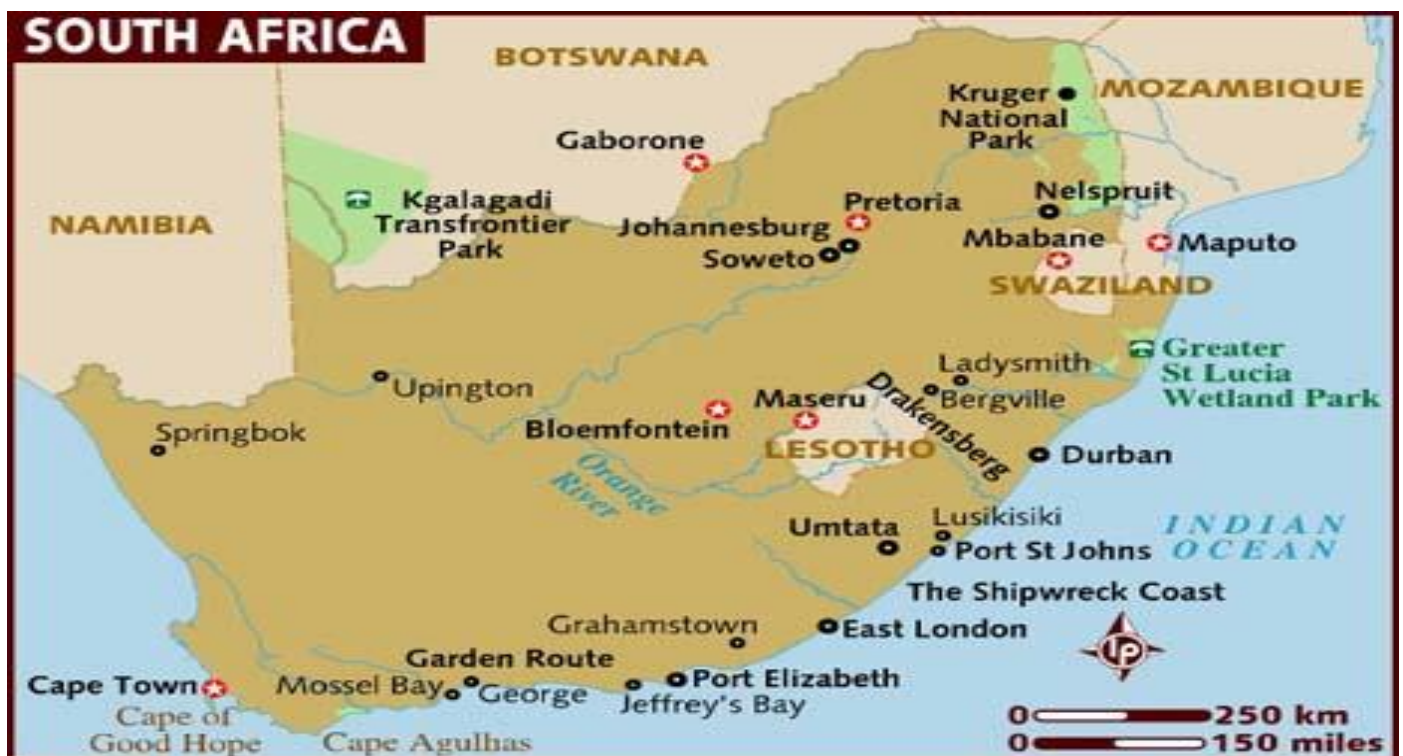 SOUTH AFRICA
BOTSWANA
MOZAMBIQUE
NAMIBIA
Kruger
National
Park
Gaborone
Kgalagadi
Transfrontier
Park
Pretoria
Johannesburg
Soweto
Nelspruit
Mbabane
Maputo
SWAZILAND
Greater
St Lucia
Wetland Park
Ladysmith
Bergville
Drakensberg
Upington
Springbok
Bloemfontein
Maseru
LESOTHO
Durban
Orange
River
Umtata
Lusikisiki
Port St Johns
INDIAN
OCEAN
The Shipwreck Coast
Grahamstown
East London
Garden Route
Port Elizabeth
Cape Town
Mossel Bay
George
Jeffrey's Bay
Cape of
Good Hope
Cape Agulhas
LP
0 250 km
0 150 miles